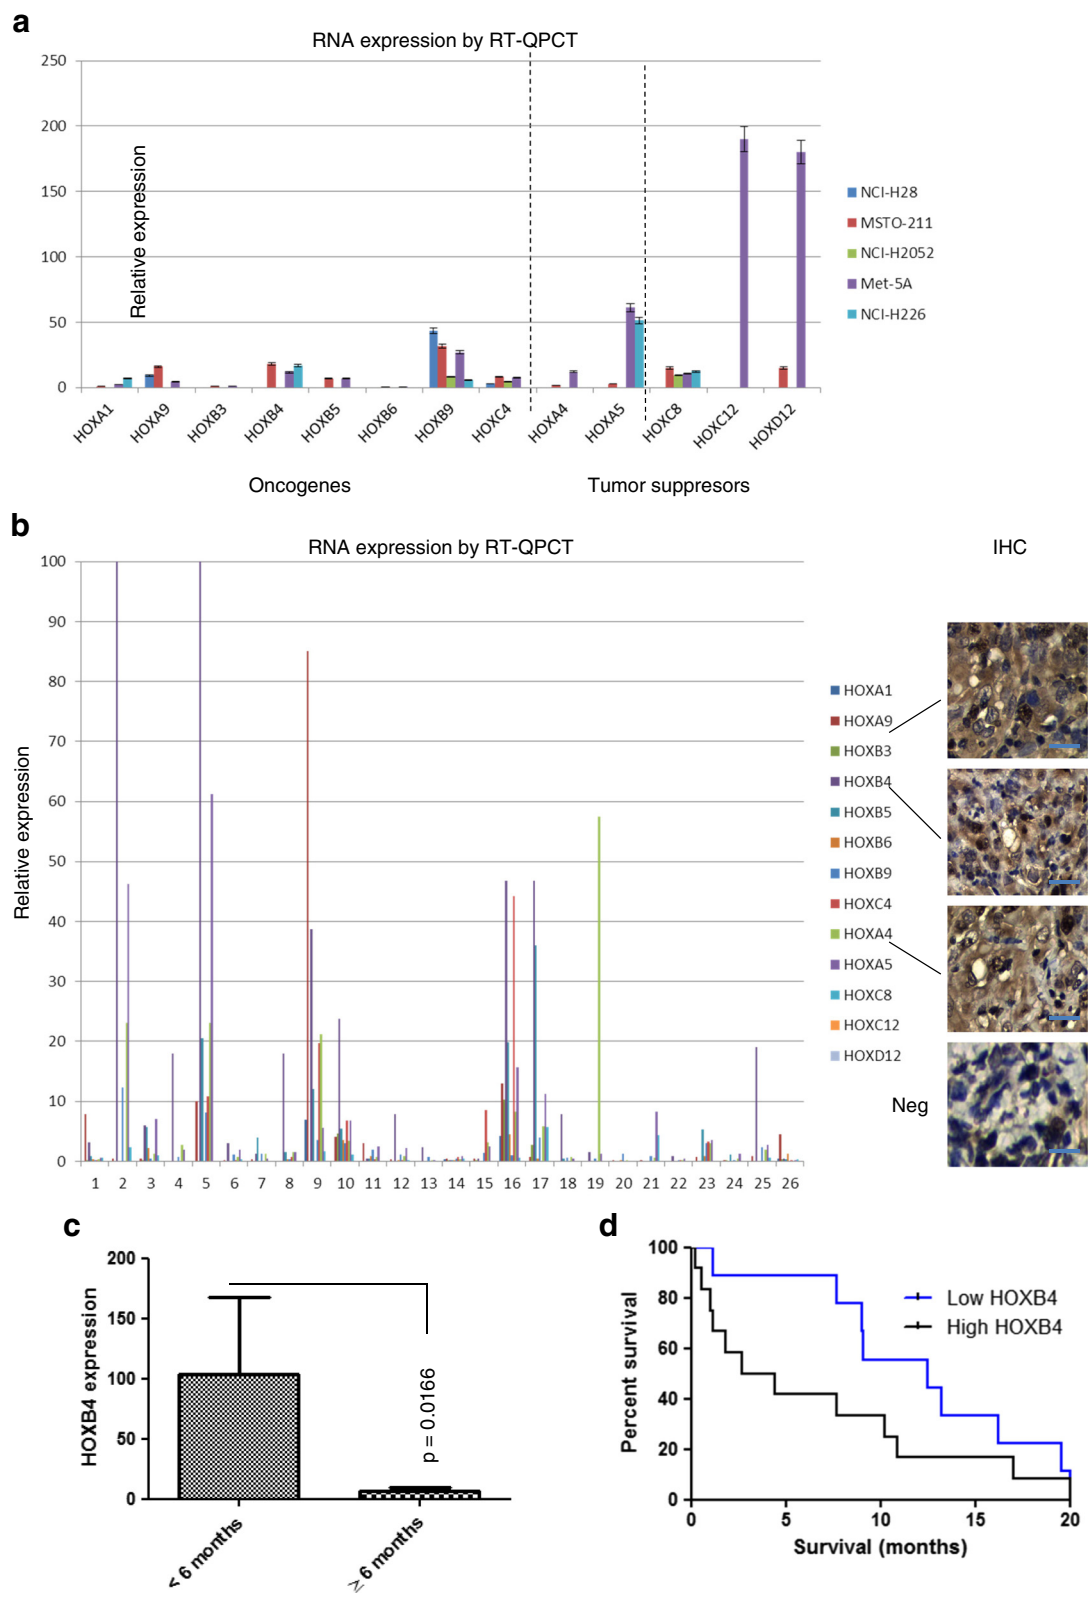 a
RNA expression by RT-QPCT
250
200
150
100
50
0
Relative expression
HOXA1
HOXA9
HOXB3
HOXB4
HOXB5
HOXB6
HOXB9
HOXC4
HOXA4
HOXA5
HOXC8
HOXC12
HOXD12
NCI-H28
MSTO-211
NCI-H2052
Met-5A
NCI-H226
Oncogenes
Tumor suppresors
b
RNA expression by RT-QPCT
IHC
100
90
80
70
60
50
40
30
20
10
0
Relative expression
1 2 3 4 5 6 7 8 9 10 11 12 13 14 15 16 17 18 19 20 21 22 23 24 25 26
HOXA1
HOXA9
HOXB3
HOXB4
HOXB5
HOXB6
HOXB9
HOXC4
HOXA4
HOXA5
HOXC8
HOXC12
HOXD12
Neg
c
200
150
100
50
0
HOXB4 expression
p = 0.0166
< 6 months
≥ 6 months
d
100
80
60
40
20
0
Percent survival
Low HOXB4
High HOXB4
0 5 10 15 20
Survival (months)